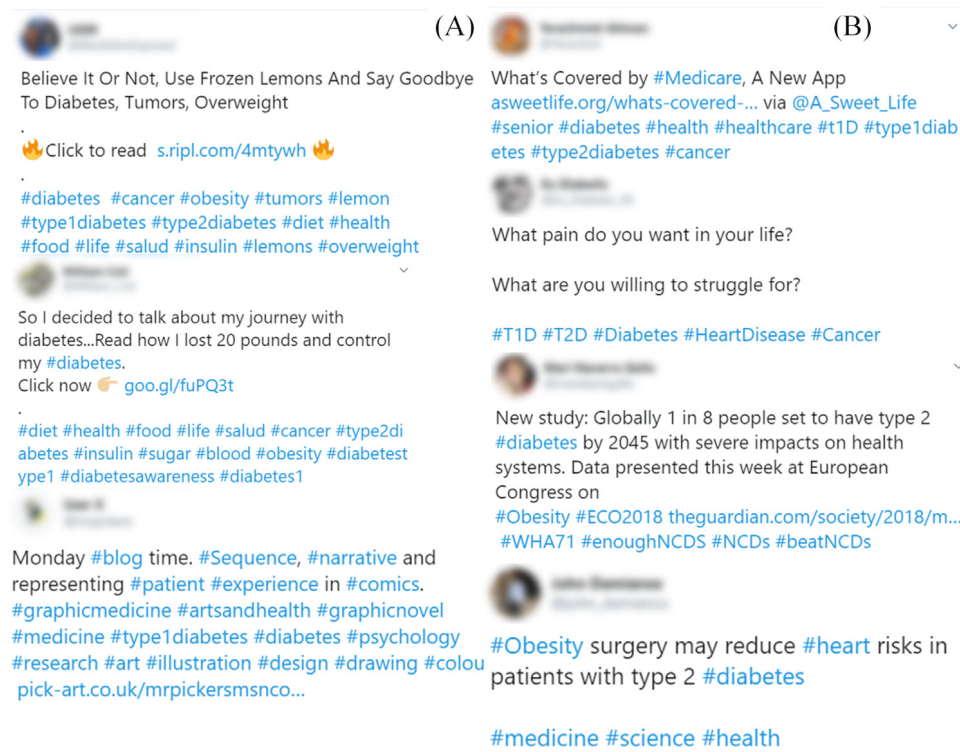 (A)
Believe It Or Not, Use Frozen Lemons And Say Goodbye
To Diabetes, Tumors, Overweight
.
🔥Click to read s.ripl.com/4mtywh 🔥
.
#diabetes #cancer #obesity #tumors #lemon
#type1diabetes #type2diabetes #diet #health
#food #life #salud #insulin #lemons #overweight
So I decided to talk about my journey with
diabetes...Read how I lost 20 pounds and control
my #diabetes.
Click now 👉🏼 goo.gl/fuPQ3t
.
#diet #health #food #life #salud #cancer #type2di
abetes #insulin #sugar #blood #obesity #diabetest
ype1 #diabetesawareness #diabetes1
Monday #blog time. #Sequence, #narrative and
representing #patient #experience in #comics.
#graphicmedicine #artsandhealth #graphicnovel
#medicine #type1diabetes #diabetes #psychology
#research #art #illustration #design #drawing #colou
pick-art.co.uk/mrpickersmsnco...
(B)
What's Covered by #Medicare, A New App
asweetlife.org/whats-covered-... via @A_Sweet_Life
#senior #diabetes #health #healthcare #t1D #type1diab
etes #type2diabetes #cancer
What pain do you want in your life?
What are you willing to struggle for?
#T1D #T2D #Diabetes #HeartDisease #Cancer
New study: Globally 1 in 8 people set to have type 2
#diabetes by 2045 with severe impacts on health
systems. Data presented this week at European
Congress on
#Obesity #ECO2018 theguardian.com/society/2018/m...
#WHA71 #enoughNCDS #NCDs #beatNCDs
#Obesity surgery may reduce #heart risks in
patients with type 2 #diabetes
#medicine #science #health